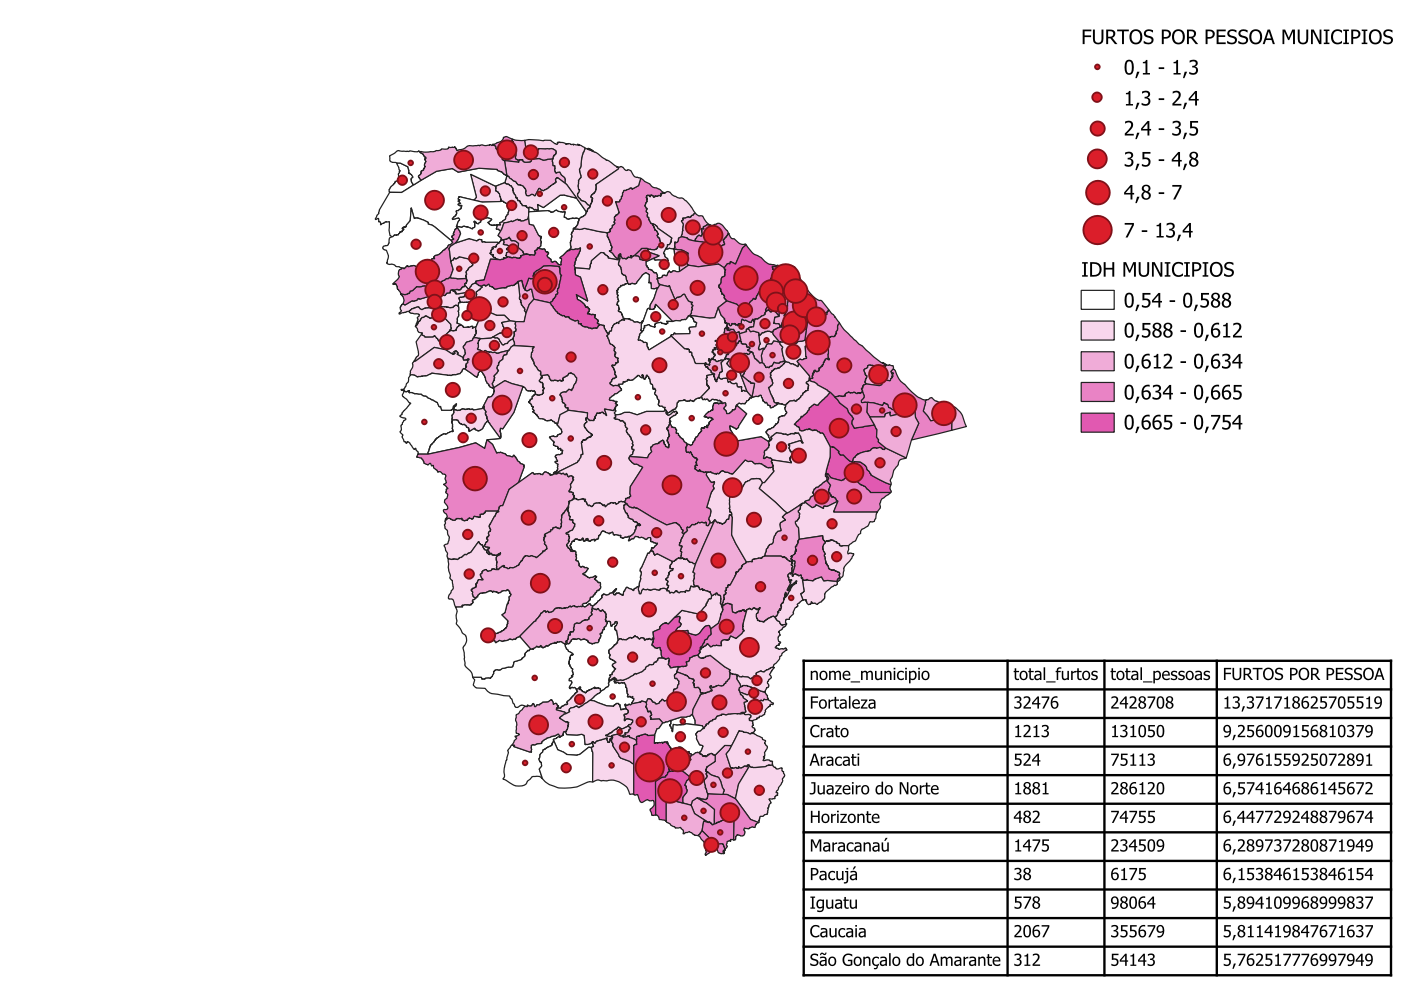 FURTOS POR PESSOA MUNICIPIOS
0,1 - 1,3
1,3 - 2,4
2,4 - 3,5
3,5 - 4,8
4,8 - 7
7 - 13,4
IDH MUNICIPIOS
0,54 - 0,588
0,588 - 0,612
0,612 - 0,634
0,634 - 0,665
0,665 - 0,754
nome_municipio total_furtos total_pessoas FURTOS POR PESSOA
Fortaleza 32476 2428708 13,371718625705519
Crato 1213 131050 9,256009156810379
Aracati 524 75113 6,976155925072891
Juazeiro do Norte 1881 286120 6,574164686145672
Horizonte 482 74755 6,447729248879674
Maracanaú 1475 234509 6,289737280871949
Pacujá 38 6175 6,153846153846154
Iguatu 578 98064 5,894109968999837
Caucaia 2067 355679 5,811419847671637
São Gonçalo do Amarante 312 54143 5,762517776997949